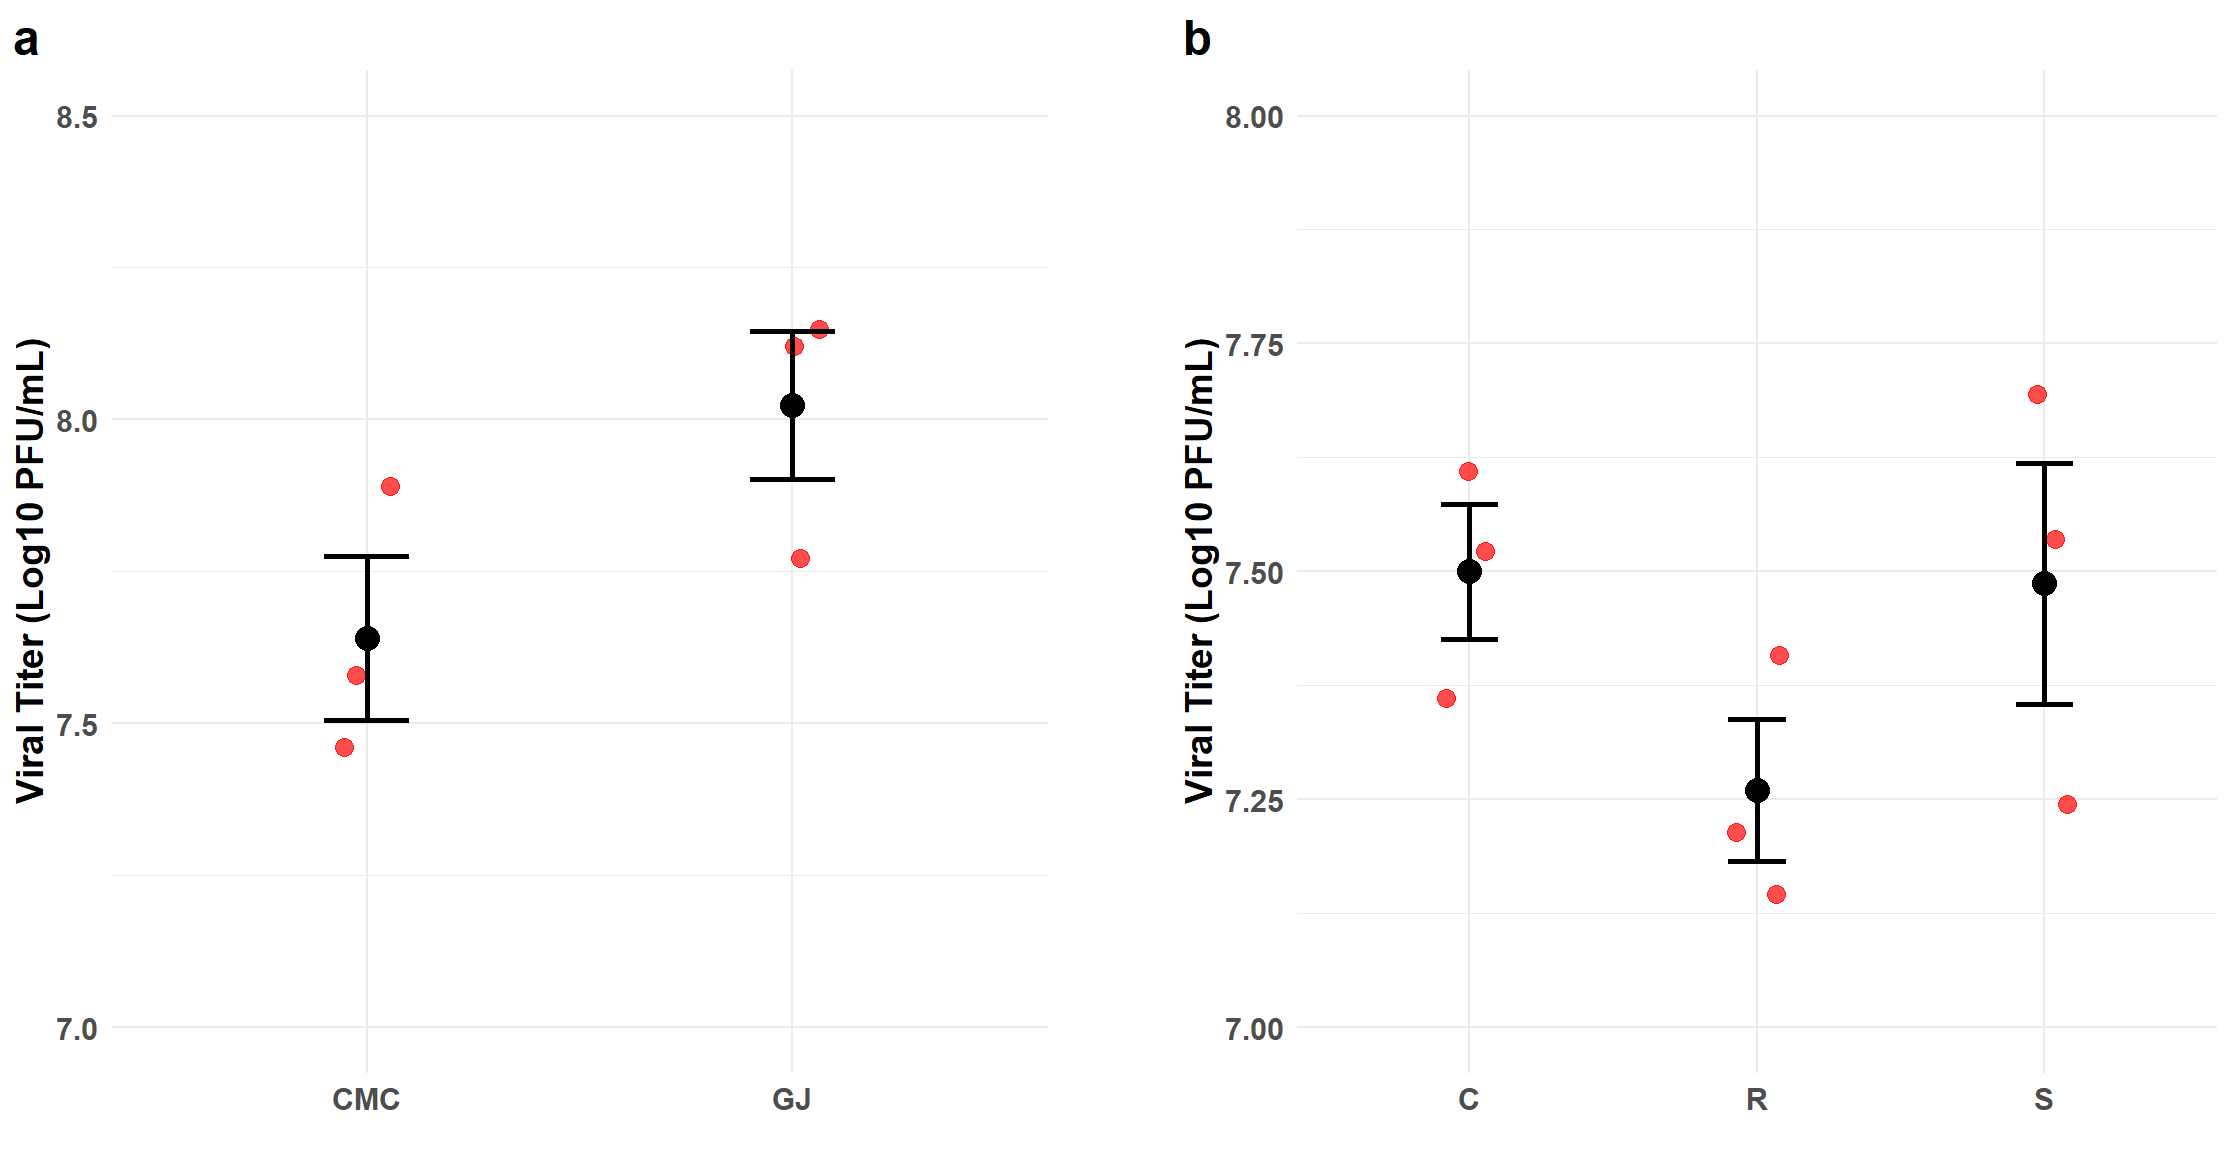 a
Viral Titer (Log10 PFU/mL)
8.5
8.0
7.5
7.0
CMC
GJ
b
Viral Titer (Log10 PFU/mL)
8.00
7.75
7.50
7.25
7.00
C
R
S